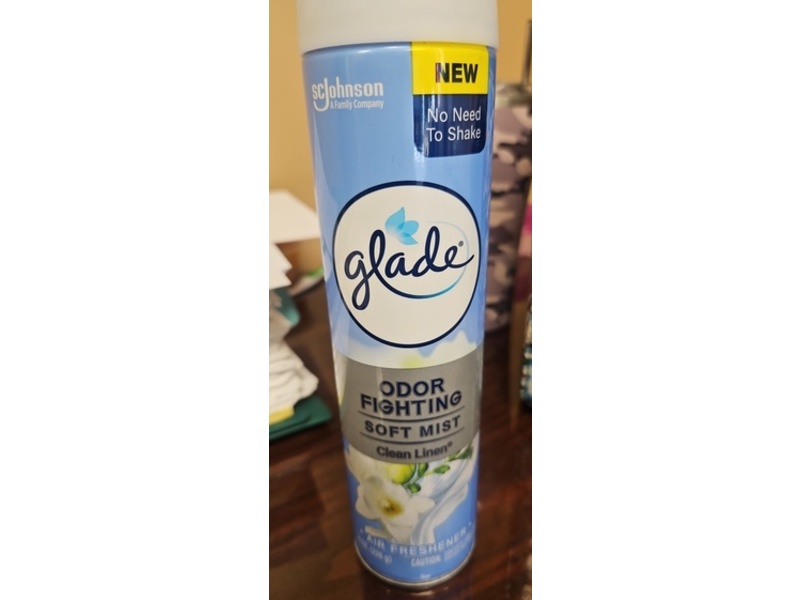 SC Johnson
A Family Company
NEW
No Need
To Shake
glade®
ODOR
FIGHTING
SOFT MIST
Clean Linen®
AIR FRESHENER
CAUTION: